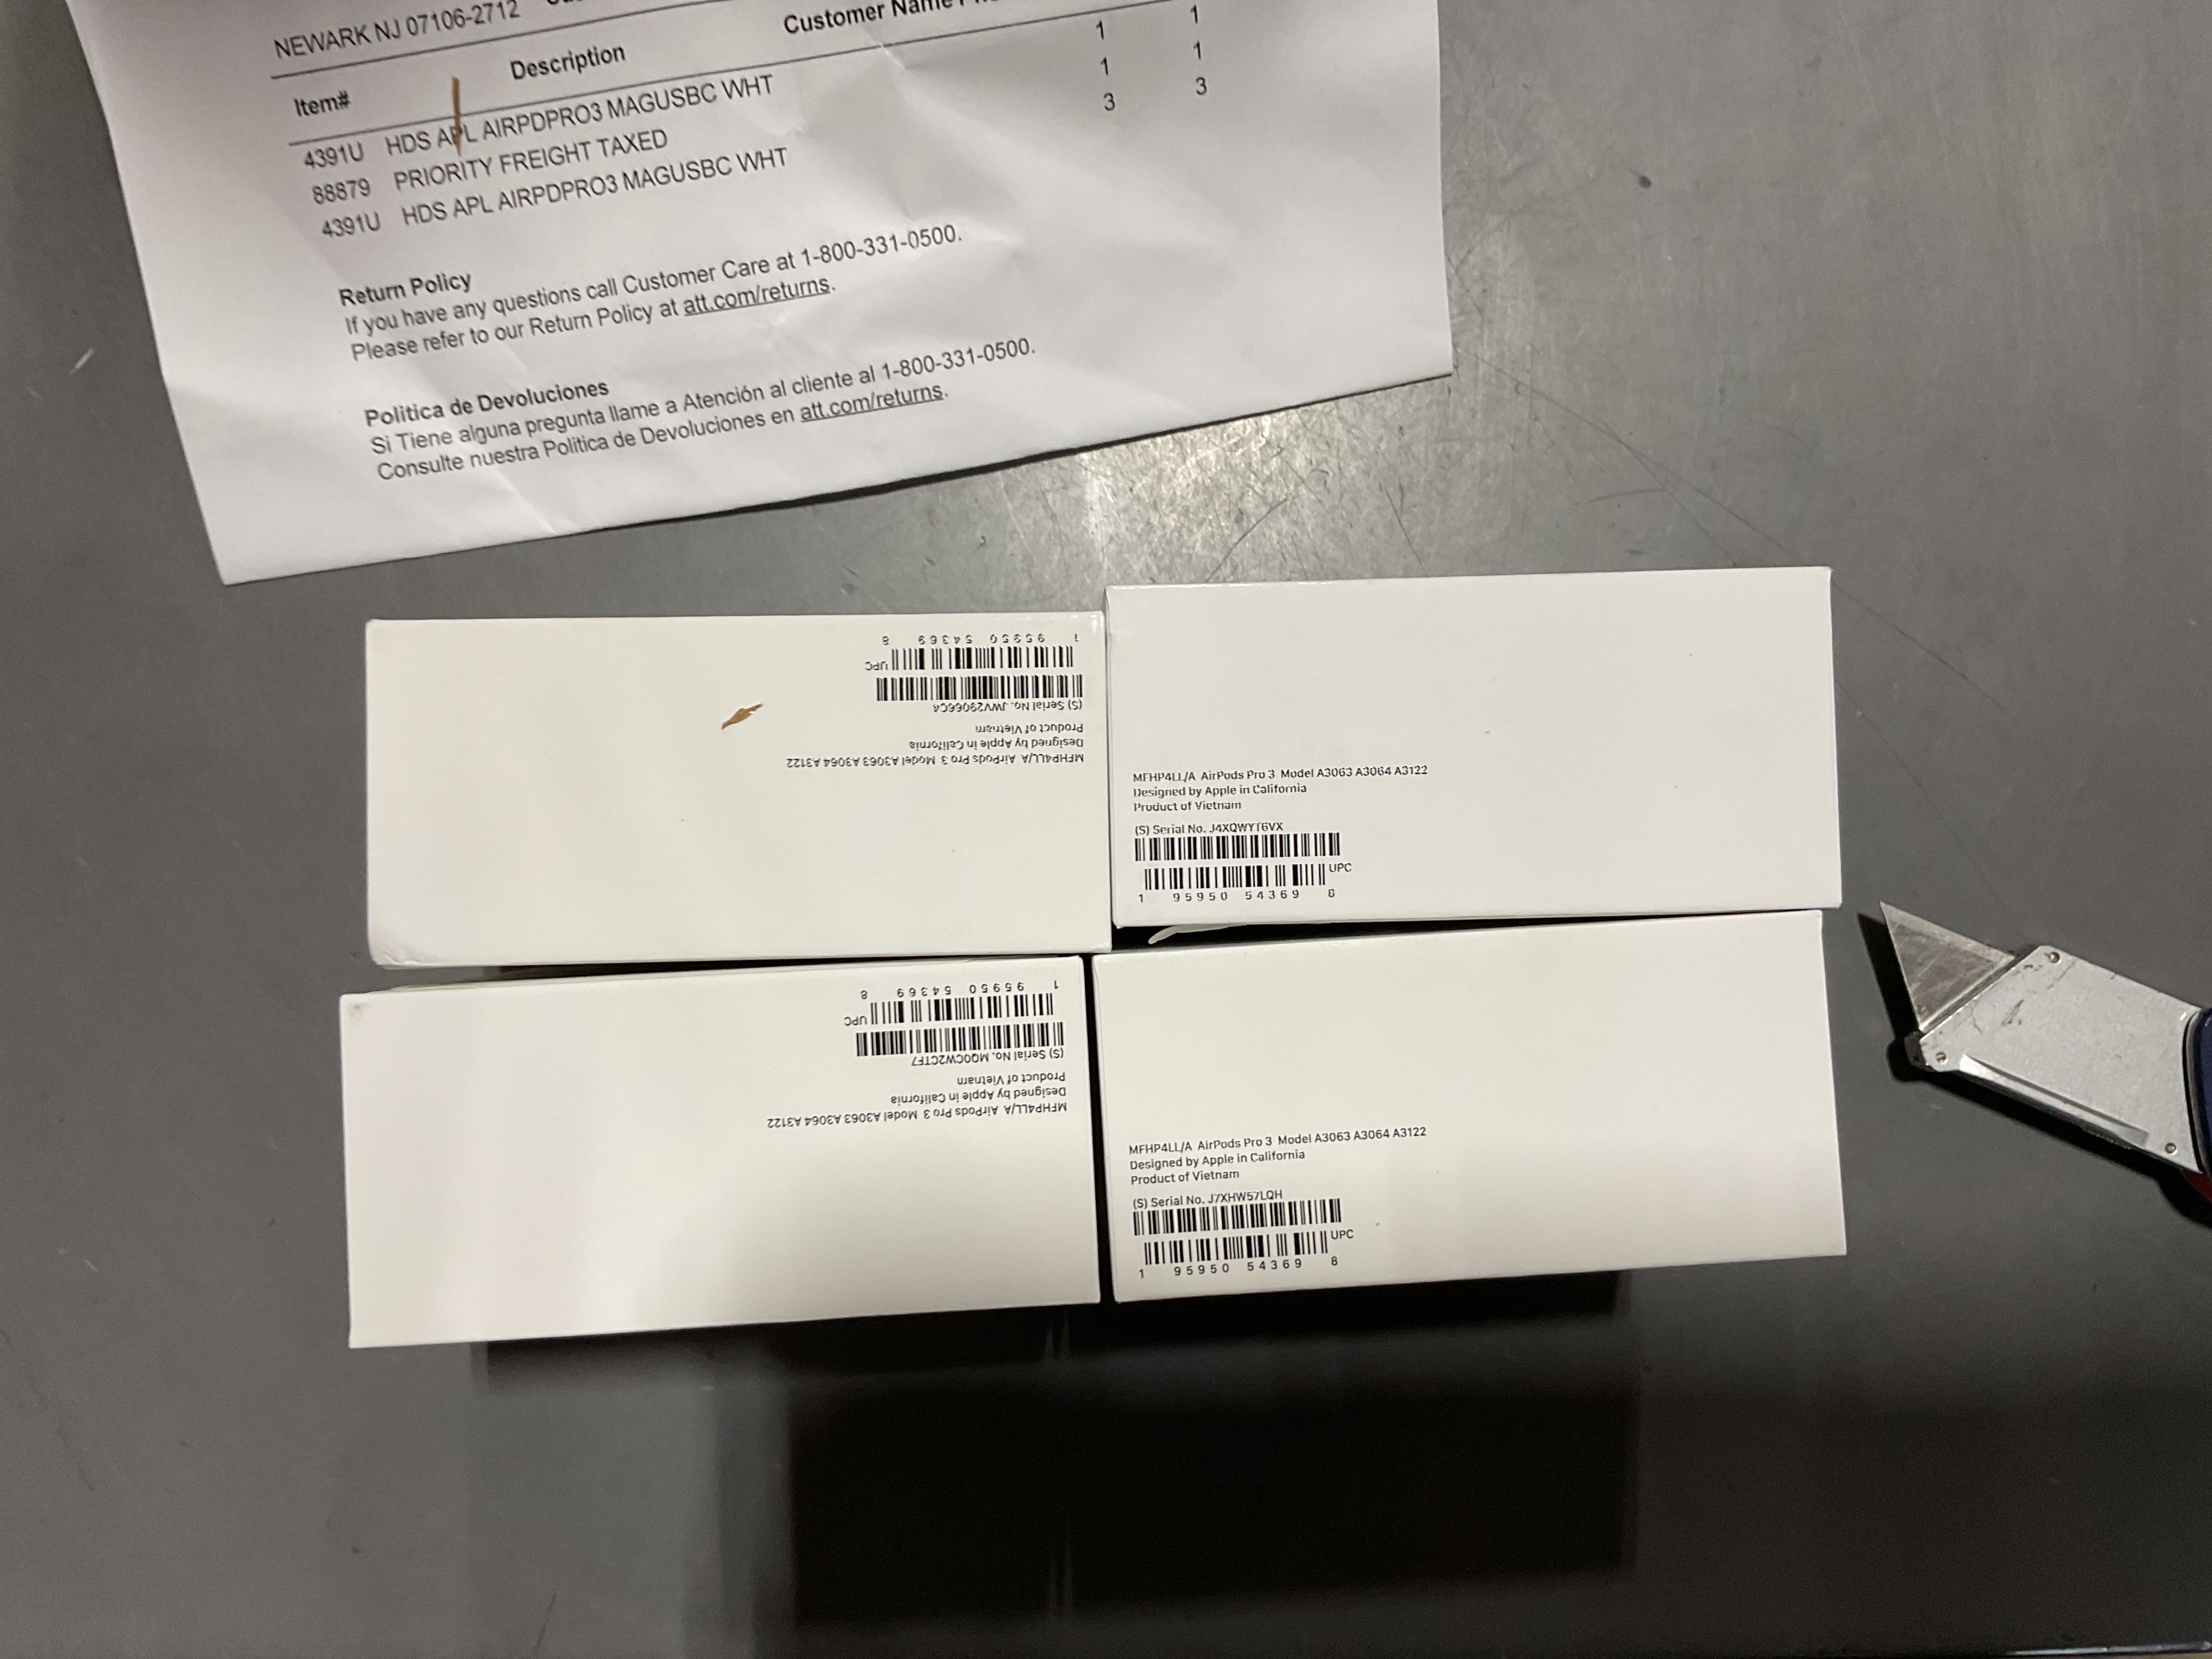 NEWARK NJ 07106-2712
Item# Description Customer Name
4391U HDS APL AIRPDPRO3 MAGUSBC WHT 1 1
88879 PRIORITY FREIGHT TAXED 1 1
4391U HDS APL AIRPDPRO3 MAGUSBC WHT 3 3
Return Policy
If you have any questions call Customer Care at 1-800-331-0500.
Please refer to our Return Policy at att.com/returns.
Politica de Devoluciones
Si Tiene alguna pregunta llame a Atención al cliente al 1-800-331-0500.
Consulte nuestra Politica de Devoluciones en att.com/returns.
MFHP4LL/A AirPods Pro 3 Model A3063 A3064 A3122
Designed by Apple in California
Product of Vietnam
(S) Serial No. JWV29066CA
UPC
1 95950 54369 8
MFHP4LL/A AirPods Pro 3 Model A3063 A3064 A3122
Designed by Apple in California
Product of Vietnam
(S) Serial No. J4XQWYT6VX
UPC
1 95950 54369 8
MFHP4LL/A AirPods Pro 3 Model A3063 A3064 A3122
Designed by Apple in California
Product of Vietnam
(S) Serial No. MQ0CW2CTF7
UPC
1 95950 54369 8
MFHP4LL/A AirPods Pro 3 Model A3063 A3064 A3122
Designed by Apple in California
Product of Vietnam
(S) Serial No. J7XHW57LQH
UPC
1 95950 54369 8